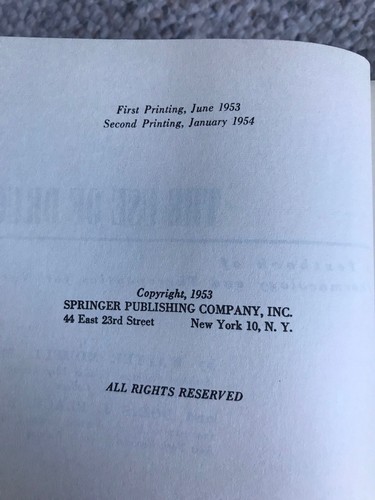 First Printing, June 1953
Second Printing, January 1954
Copyright, 1953
SPRINGER PUBLISHING COMPANY, INC.
44 East 23rd Street New York 10, N. Y.
ALL RIGHTS RESERVED